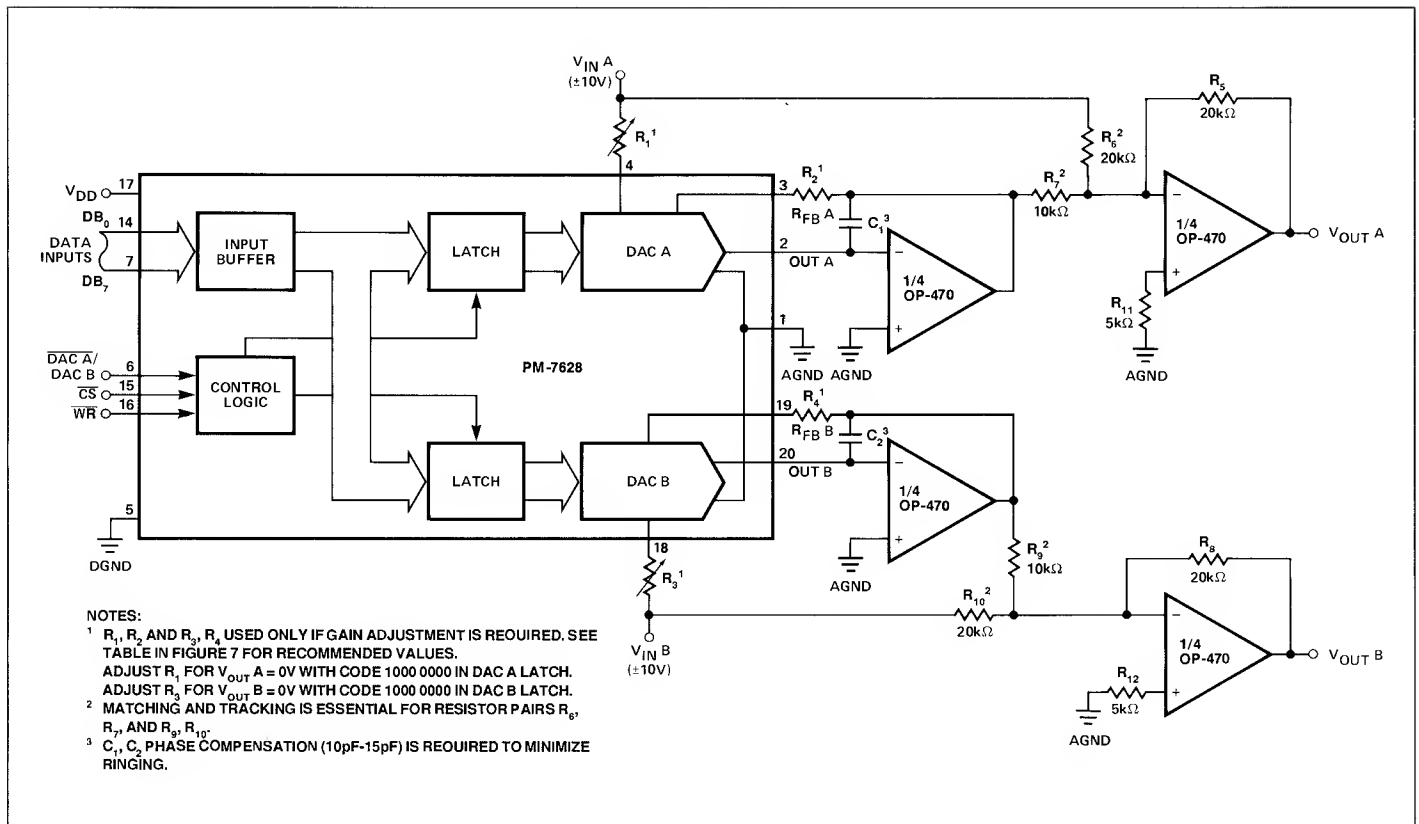 V_IN A
(±10V)
R_1^1
4
R_5
20kΩ
R_6^2
20kΩ
V_DD
17
DB_0
14
DATA
INPUTS
7
DB_7
INPUT
BUFFER
LATCH
DAC A
3
R_2^1
R_FB A
C_1^3
2
OUT A
R_7^2
10kΩ
−
+
1/4
OP-470
−
+
1/4
OP-470
V_OUT A
R_11
5kΩ
AGND
1
AGND
AGND
PM-7628
DAC A/
DAC B
6
CS
15
WR
16
CONTROL
LOGIC
LATCH
DAC B
19
R_4^1
R_FB B
C_2^3
20
OUT B
−
+
1/4
OP-470
AGND
5
DGND
18
R_3^1
V_IN B
(±10V)
R_9^2
10kΩ
R_10^2
20kΩ
R_8
20kΩ
−
+
1/4
OP-470
V_OUT B
R_12
5kΩ
AGND
NOTES:
1 R_1, R_2 AND R_3, R_4 USED ONLY IF GAIN ADJUSTMENT IS REQUIRED. SEE
TABLE IN FIGURE 7 FOR RECOMMENDED VALUES.
ADJUST R_1 FOR V_OUT A = 0V WITH CODE 1000 0000 IN DAC A LATCH.
ADJUST R_3 FOR V_OUT B = 0V WITH CODE 1000 0000 IN DAC B LATCH.
2 MATCHING AND TRACKING IS ESSENTIAL FOR RESISTOR PAIRS R_6,
R_7, AND R_9, R_10.
3 C_1, C_2 PHASE COMPENSATION (10pF-15pF) IS REQUIRED TO MINIMIZE
RINGING.